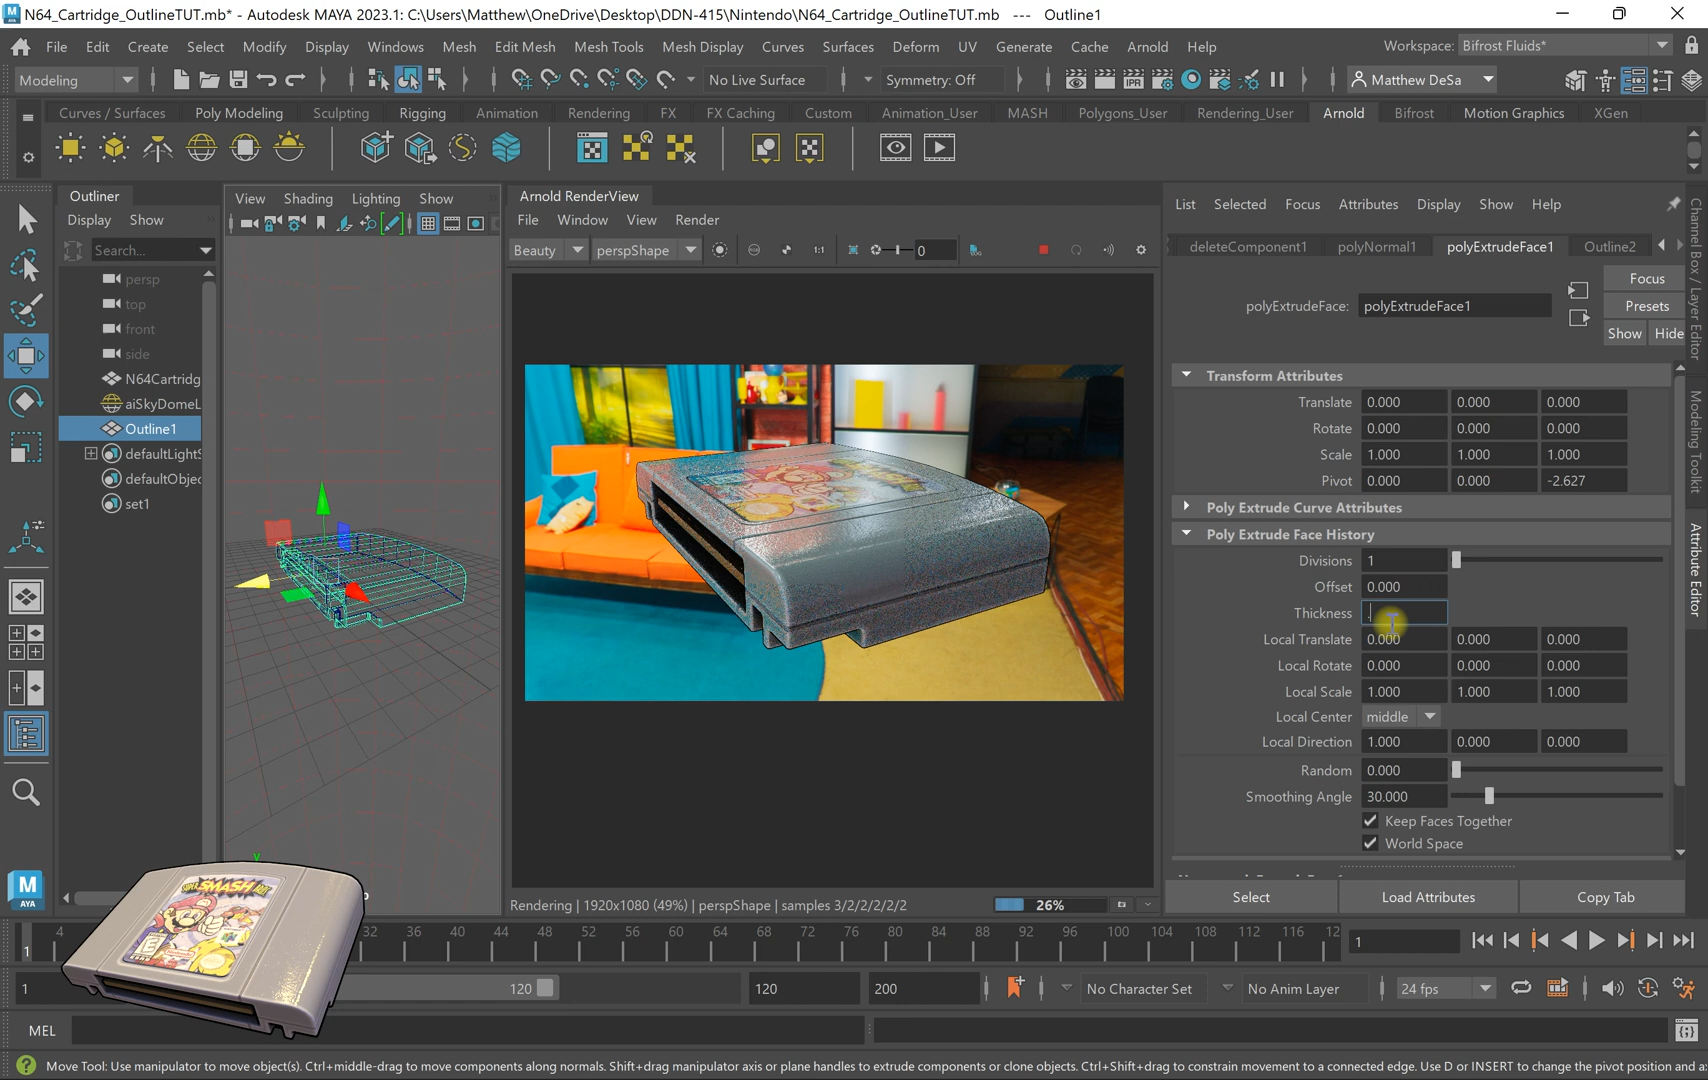 N64_Cartridge_OutlineTUT.mb* - Autodesk MAYA 2023.1: C:\Users\Matthew\OneDrive\Desktop\DDN-415\Nintendo\N64_Cartridge_OutlineTUT.mb --- Outline1
File Edit Create Select Modify Display Windows Mesh Edit Mesh Mesh Tools Mesh Display Curves Surfaces Deform UV Generate Cache Arnold Help Workspace: Bifrost Fluids*
Modeling No Live Surface Symmetry: Off Matthew DeSa
Curves / Surfaces Poly Modeling Sculpting Rigging Animation Rendering FX FX Caching Custom Animation_User MASH Polygons_User Rendering_User Arnold Bifrost Motion Graphics XGen
Outliner
Display Show
Search...
persp
top
front
side
N64Cartridg
aiSkyDomeL
Outline1
defaultLightS
defaultObjec
set1
View Shading Lighting Show
Arnold RenderView
File Window View Render
Beauty perspShape 1:1 0
Rendering | 1920x1080 (49%) | perspShape | samples 3/2/2/2/2/2 26%
List Selected Focus Attributes Display Show Help
deleteComponent1 polyNormal1 polyExtrudeFace1 Outline2
polyExtrudeFace: polyExtrudeFace1
Focus
Presets
Show Hide
Transform Attributes
Translate 0.000 0.000 0.000
Rotate 0.000 0.000 0.000
Scale 1.000 1.000 1.000
Pivot 0.000 0.000 -2.627
Poly Extrude Curve Attributes
Poly Extrude Face History
Divisions 1
Offset 0.000
Thickness .
Local Translate 0.000 0.000 0.000
Local Rotate 0.000 0.000 0.000
Local Scale 1.000 1.000 1.000
Local Center middle
Local Direction 1.000 0.000 0.000
Random 0.000
Smoothing Angle 30.000
Keep Faces Together
World Space
Select Load Attributes Copy Tab
Channel Box / Layer Editor
Modeling Toolkit
Attribute Editor
M
AYA
SUPER SMASH BROS
1 4 32 36 40 44 48 52 56 60 64 68 72 76 80 84 88 92 96 100 104 108 112 116 12 1
1 120 120 200 No Character Set No Anim Layer 24 fps
MEL
Move Tool: Use manipulator to move object(s). Ctrl+middle-drag to move components along normals. Shift+drag manipulator axis or plane handles to extrude components or clone objects. Ctrl+Shift+drag to constrain movement to a connected edge. Use D or INSERT to change the pivot position and a